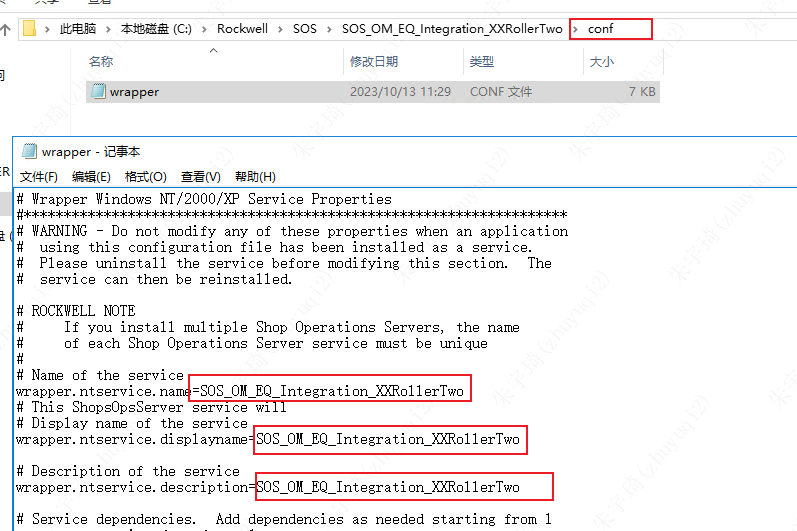 此电脑 › 本地磁盘 (C:) › Rockwell › SOS › SOS_OM_EQ_Integration_XXRollerTwo › conf
名称 修改日期 类型 大小
wrapper 2023/10/13 11:29 CONF 文件 7 KB
wrapper - 记事本
文件(F) 编辑(E) 格式(O) 查看(V) 帮助(H)
# Wrapper Windows NT/2000/XP Service Properties
#********************************************************************
# WARNING - Do not modify any of these properties when an application
#  using this configuration file has been installed as a service.
#  Please uninstall the service before modifying this section.  The
#  service can then be reinstalled.
# ROCKWELL NOTE
#     If you install multiple Shop Operations Servers, the name
#     of each Shop Operations Server service must be unique
#
# Name of the service
wrapper.ntservice.name=SOS_OM_EQ_Integration_XXRollerTwo
# This ShopsOpsServer service will
# Display name of the service
wrapper.ntservice.displayname=SOS_OM_EQ_Integration_XXRollerTwo
# Description of the service
wrapper.ntservice.description=SOS_OM_EQ_Integration_XXRollerTwo
# Service dependencies.  Add dependencies as needed starting from 1
朱宇琦(zhuyuqi2)